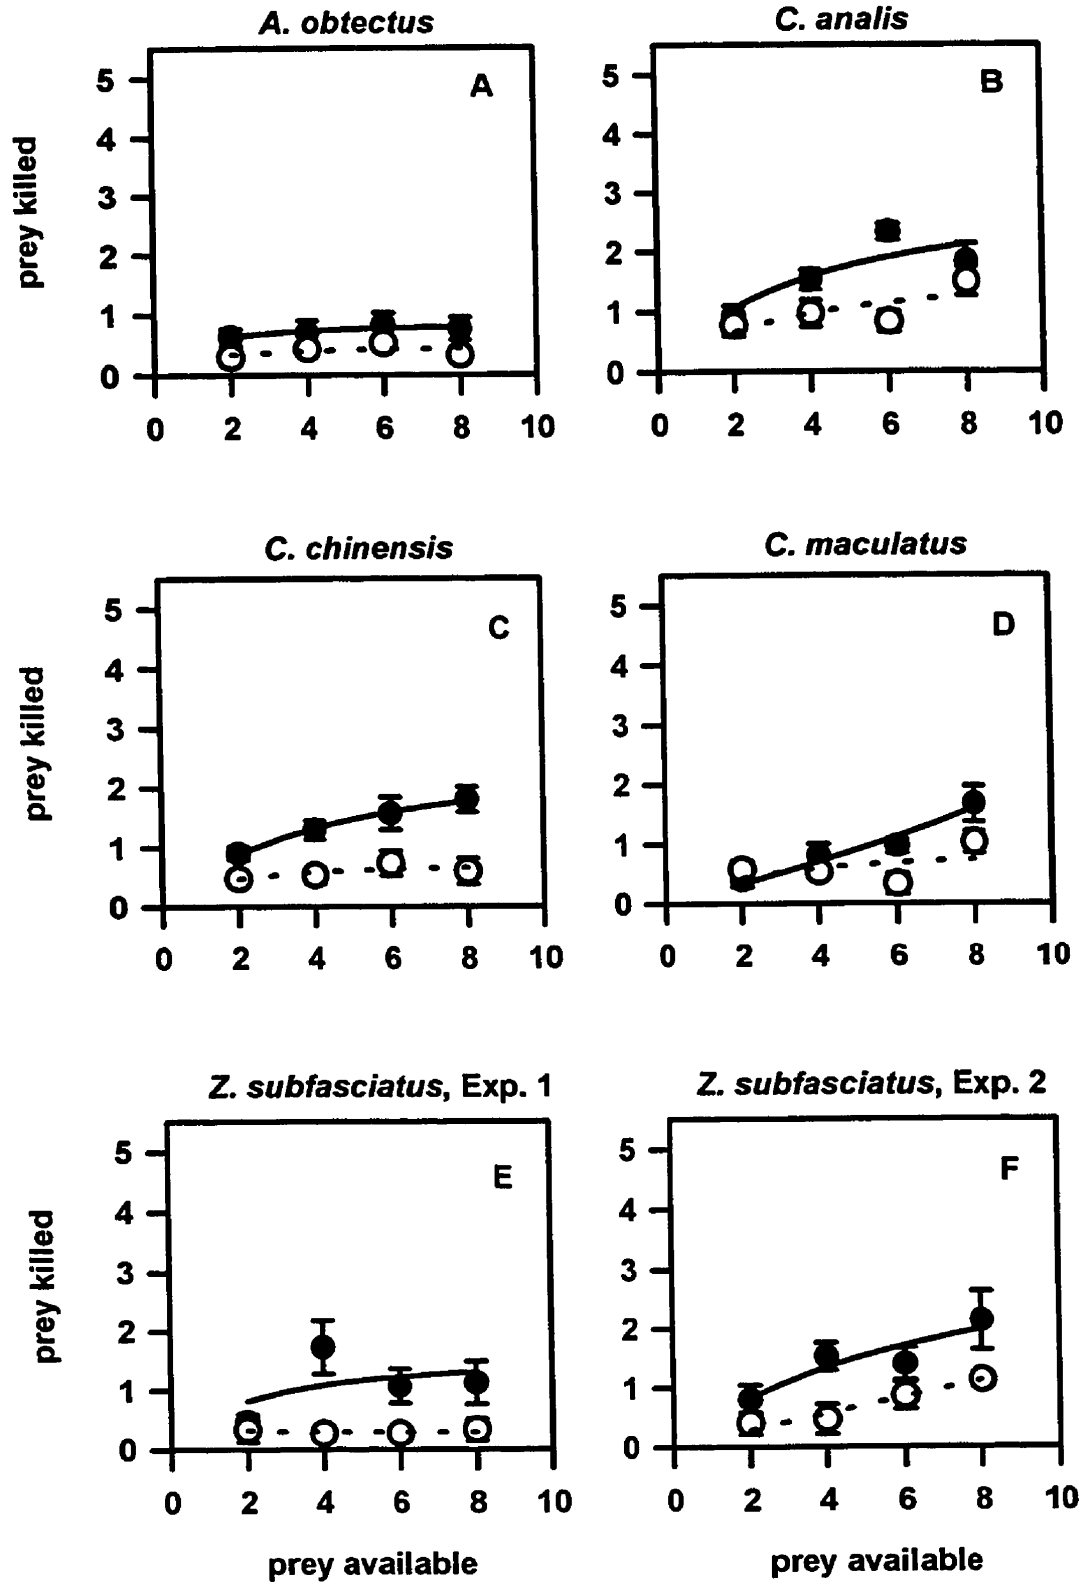 A. obtectus
C. analis
A
B
prey killed
5
4
3
2
1
0
5
4
3
2
1
0
0 2 4 6 8 10
0 2 4 6 8 10
C. chinensis
C. maculatus
C
D
prey killed
5
4
3
2
1
0
5
4
3
2
1
0
0 2 4 6 8 10
0 2 4 6 8 10
Z. subfasciatus, Exp. 1
Z. subfasciatus, Exp. 2
E
F
prey killed
5
4
3
2
1
0
5
4
3
2
1
0
0 2 4 6 8 10
0 2 4 6 8 10
prey available
prey available